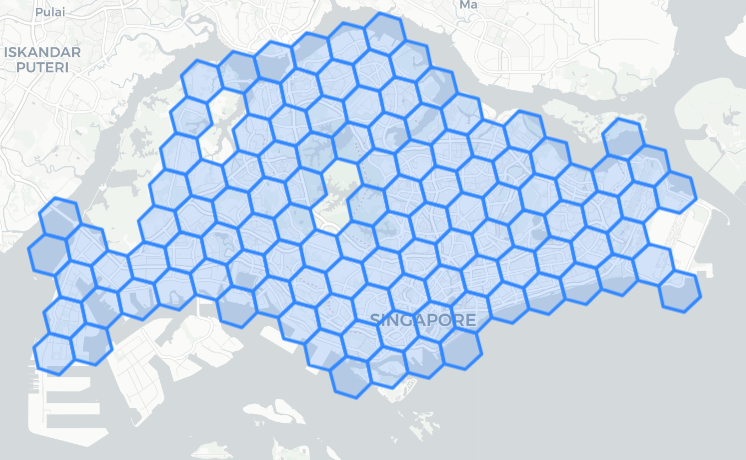 Pulai
Ma
ISKANDAR
PUTERI
SINGAPORE